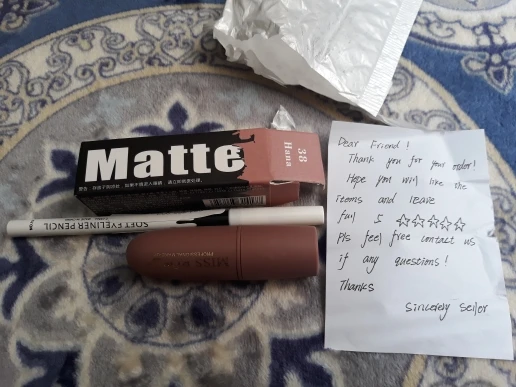 Matte
38
Hana
SOFT EYELINER PENCIL
MISS
Dear Friend !
Thank you for your order!
Hope you will like the
items and leave
full 5 ☆☆☆☆☆
Pls feel free contact us
if any questions !
Thanks
Sincerely Seller